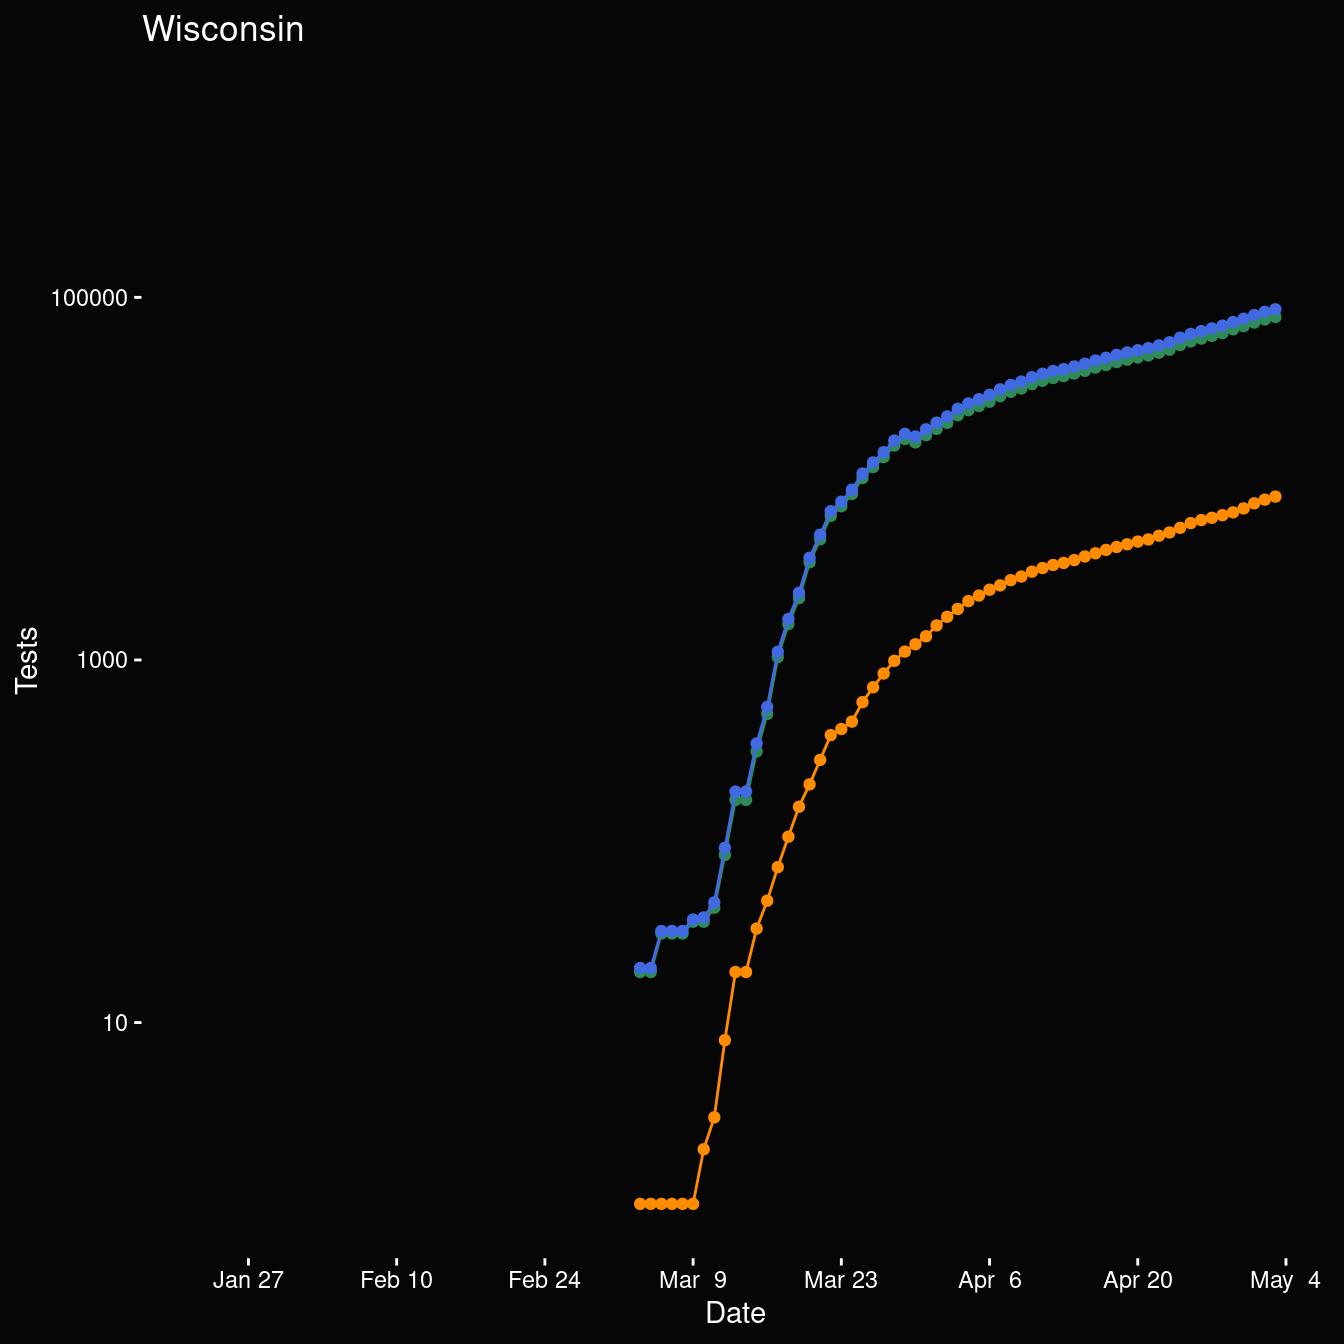 Wisconsin
100000
1000
10
Tests
Jan 27
Feb 10
Feb 24
Mar  9
Mar 23
Apr  6
Apr 20
May  4
Date